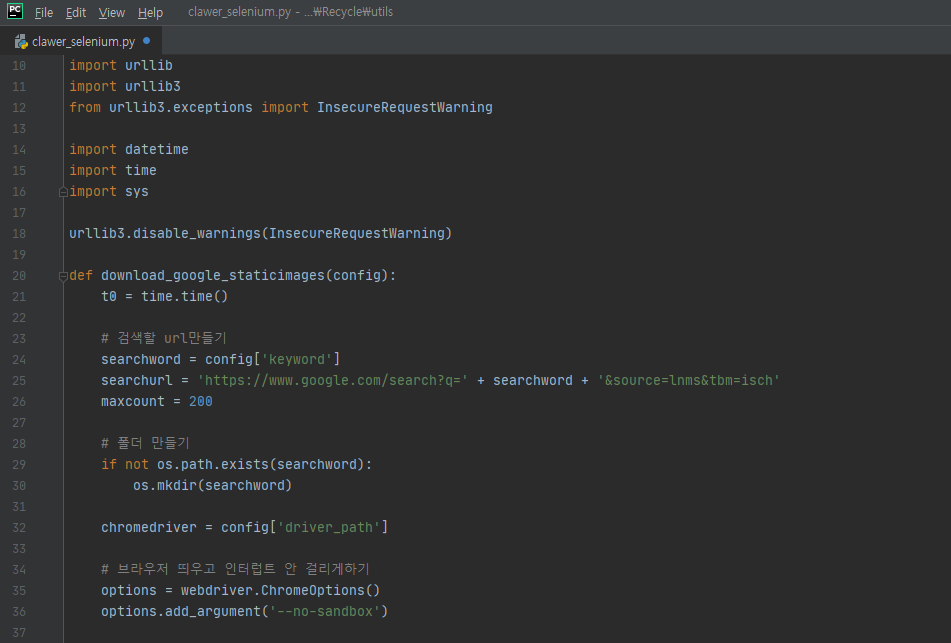 PC File Edit View Help clawer_selenium.py - ...₩Recycle₩utils
clawer_selenium.py
10 import urllib
11 import urllib3
12 from urllib3.exceptions import InsecureRequestWarning
13
14 import datetime
15 import time
16 import sys
17
18 urllib3.disable_warnings(InsecureRequestWarning)
19
20 def download_google_staticimages(config):
21     t0 = time.time()
22
23     # 검색할 url만들기
24     searchword = config['keyword']
25     searchurl = 'https://www.google.com/search?q=' + searchword + '&source=lnms&tbm=isch'
26     maxcount = 200
27
28     # 폴더 만들기
29     if not os.path.exists(searchword):
30         os.mkdir(searchword)
31
32     chromedriver = config['driver_path']
33
34     # 브라우저 띄우고 인터럽트 안 걸리게하기
35     options = webdriver.ChromeOptions()
36     options.add_argument('--no-sandbox')
37